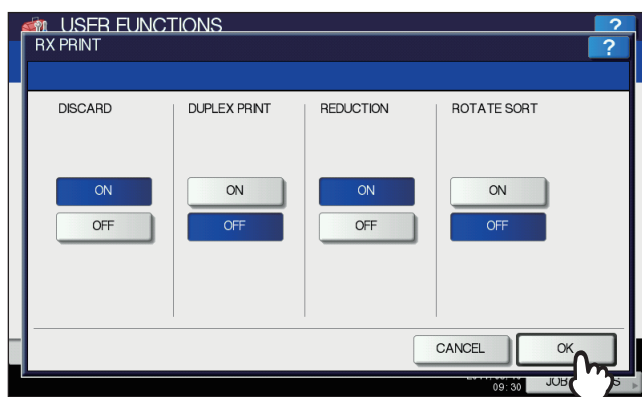 USER FUNCTIONS
?
RX PRINT
?
DISCARD
DUPLEX PRINT
REDUCTION
ROTATE SORT
ON
ON
ON
ON
OFF
OFF
OFF
OFF
CANCEL
OK
09:30